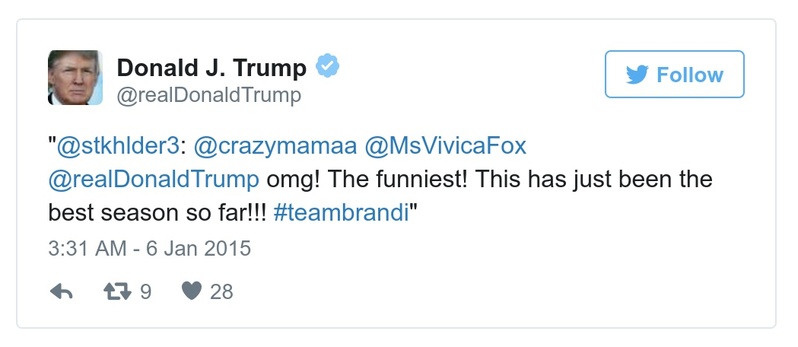 Donald J. Trump
@realDonaldTrump
Follow
"@stkhlder3: @crazymamaa @MsVivicaFox
@realDonaldTrump omg! The funniest! This has just been the
best season so far!!! #teambrandi"
3:31 AM - 6 Jan 2015
9 28